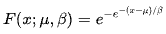 F(x; μ, β) = e^{-e^{-(x-μ)/β}}